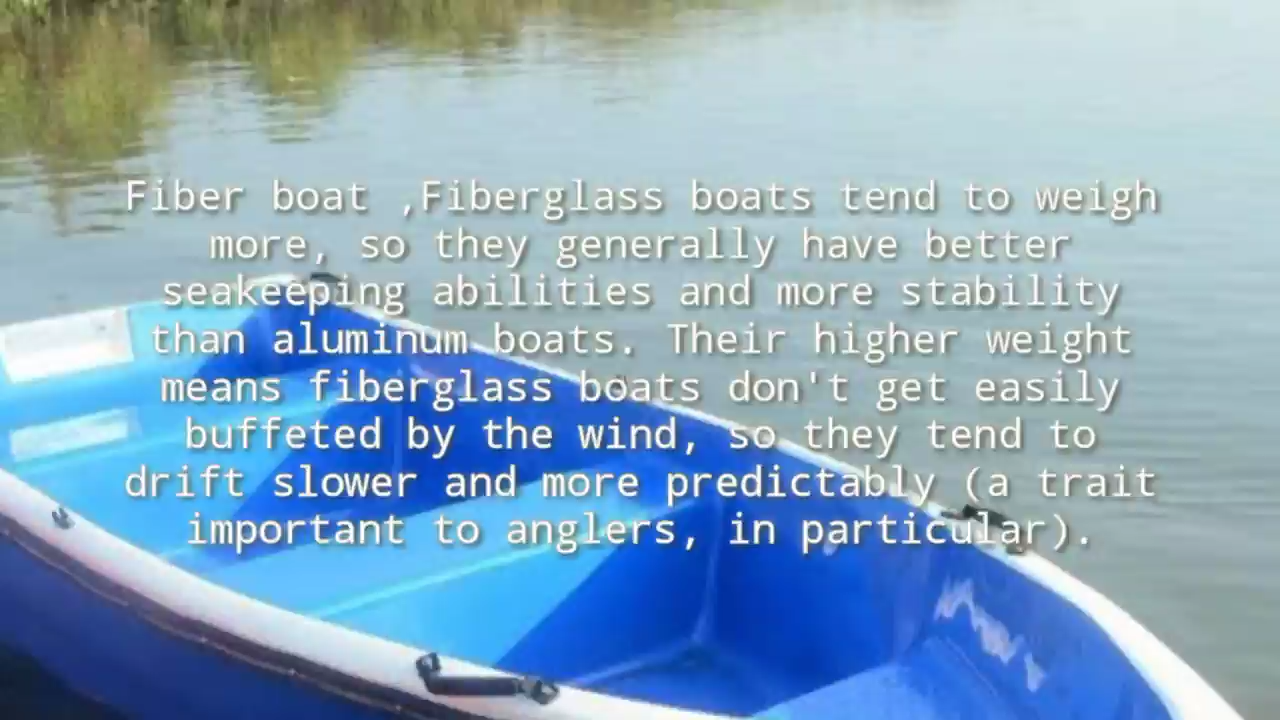 Fiber boat ,Fiberglass boats tend to weigh
more, so they generally have better
seakeeping abilities and more stability
than aluminum boats. Their higher weight
means fiberglass boats don't get easily
buffeted by the wind, so they tend to
drift slower and more predictably (a trait
important to anglers, in particular).